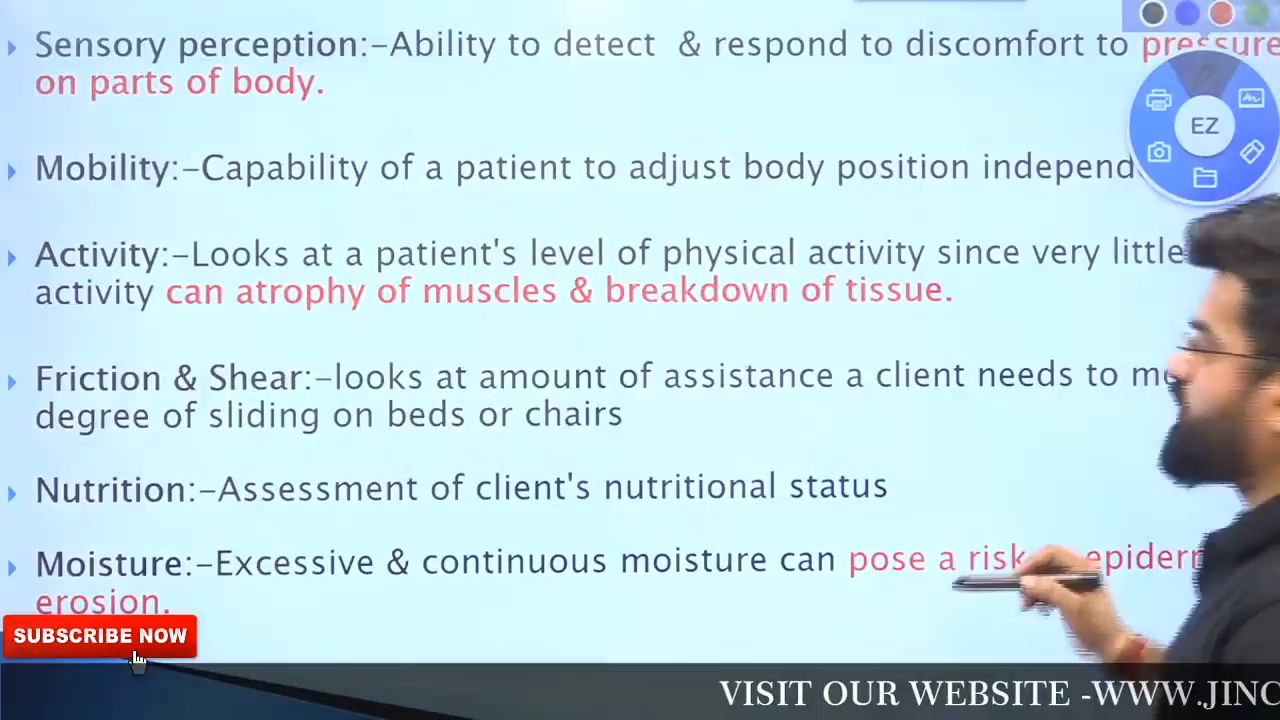 Sensory perception:-Ability to detect & respond to discomfort to pressure
on parts of body.
Mobility:-Capability of a patient to adjust body position
Activity:-Looks at a patient's level of physical activity since very little
activity can atrophy of muscles & breakdown of tissue.
Friction & Shear:-looks at amount of assistance a client needs to
degree of sliding on beds or chairs
Nutrition:-Assessment of client's nutritional status
Moisture:-Excessive & continuous moisture can pose a risk
erosion.
EZ
SUBSCRIBE NOW
VISIT OUR WEBSITE -WWW.JINC